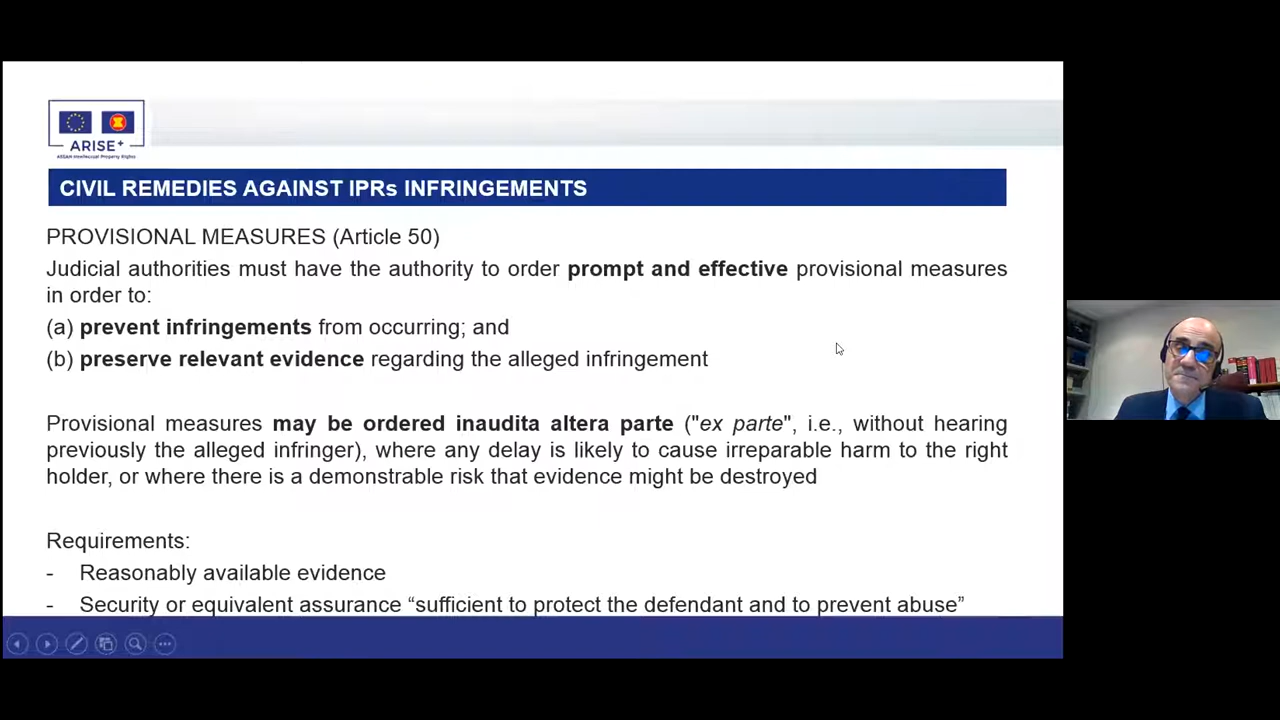 ARISE+
ASEAN Intellectual Property Rights
CIVIL REMEDIES AGAINST IPRs INFRINGEMENTS
PROVISIONAL MEASURES (Article 50)
Judicial authorities must have the authority to order prompt and effective provisional measures
in order to:
(a) prevent infringements from occurring; and
(b) preserve relevant evidence regarding the alleged infringement
Provisional measures may be ordered inaudita altera parte ("ex parte", i.e., without hearing
previously the alleged infringer), where any delay is likely to cause irreparable harm to the right
holder, or where there is a demonstrable risk that evidence might be destroyed
Requirements:
- Reasonably available evidence
- Security or equivalent assurance “sufficient to protect the defendant and to prevent abuse”